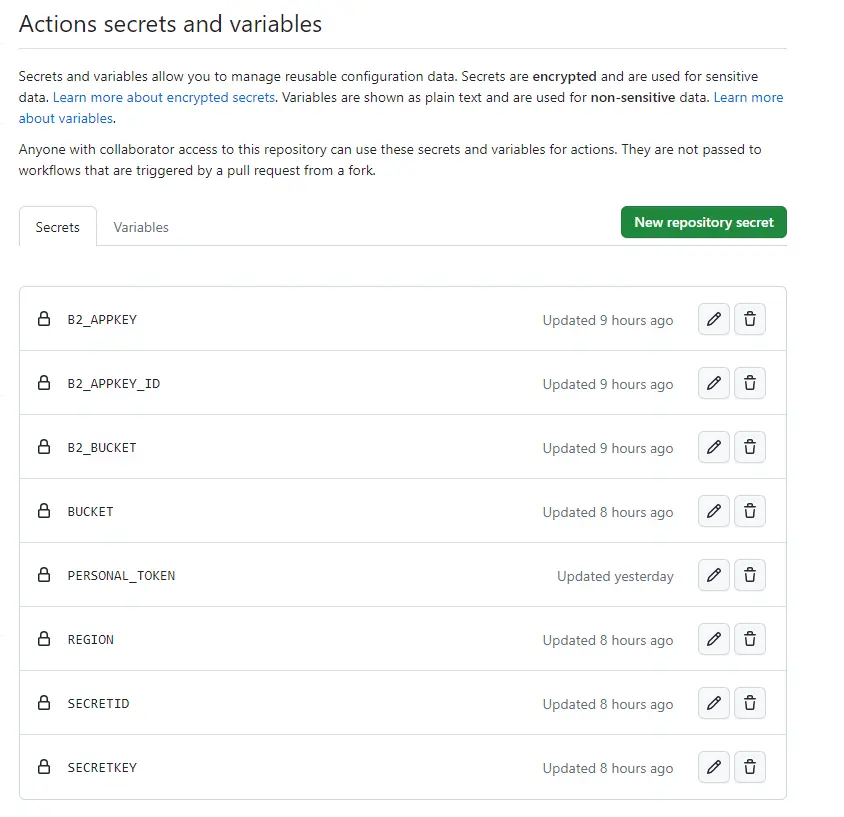 Actions secrets and variables
Secrets and variables allow you to manage reusable configuration data. Secrets are encrypted and are used for sensitive
data. Learn more about encrypted secrets. Variables are shown as plain text and are used for non-sensitive data. Learn more
about variables.
Anyone with collaborator access to this repository can use these secrets and variables for actions. They are not passed to
workflows that are triggered by a pull request from a fork.
Secrets Variables New repository secret
B2_APPKEY Updated 9 hours ago
B2_APPKEY_ID Updated 9 hours ago
B2_BUCKET Updated 9 hours ago
BUCKET Updated 8 hours ago
PERSONAL_TOKEN Updated yesterday
REGION Updated 8 hours ago
SECRETID Updated 8 hours ago
SECRETKEY Updated 8 hours ago